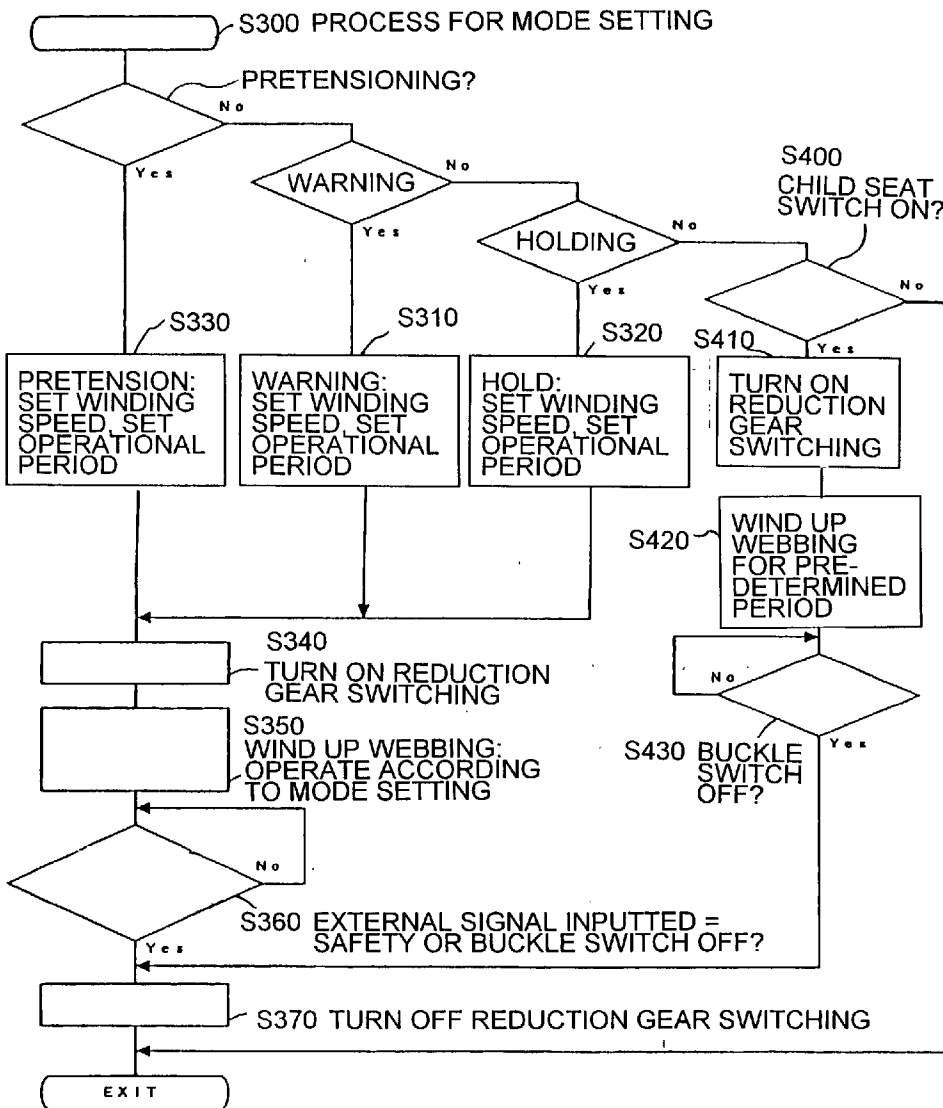 S300 PROCESS FOR MODE SETTING
PRETENSIONING?
No
Yes
WARNING
No
Yes
HOLDING
No
Yes
S400
CHILD SEAT
SWITCH ON?
No
Yes
S330
PRETENSION:
SET WINDING
SPEED, SET
OPERATIONAL
PERIOD
S310
WARNING:
SET WINDING
SPEED, SET
OPERATIONAL
PERIOD
S320
HOLD:
SET WINDING
SPEED, SET
OPERATIONAL
PERIOD
S410
TURN ON
REDUCTION
GEAR
SWITCHING
S420
WIND UP
WEBBING
FOR PRE-
DETERMINED
PERIOD
S340
TURN ON REDUCTION
GEAR SWITCHING
S350
WIND UP WEBBING:
OPERATE ACCORDING
TO MODE SETTING
No
Yes
S430 BUCKLE
SWITCH
OFF?
No
Yes
S360 EXTERNAL SIGNAL INPUTTED =
SAFETY OR BUCKLE SWITCH OFF?
S370 TURN OFF REDUCTION GEAR SWITCHING
EXIT